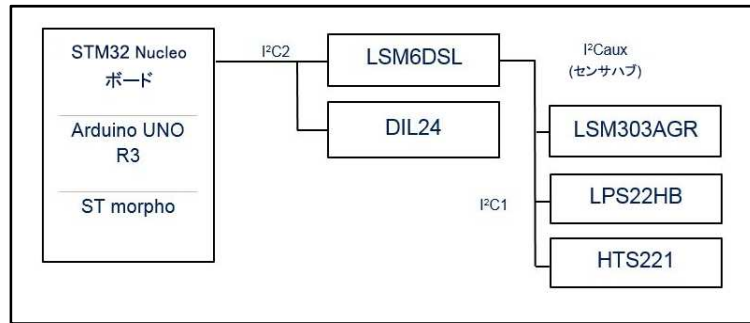 STM32 Nucleo
ボード
Arduino UNO
R3
ST morpho
I²C2
LSM6DSL
DIL24
I²Caux
(センサハブ)
I²C1
LSM303AGR
LPS22HB
HTS221